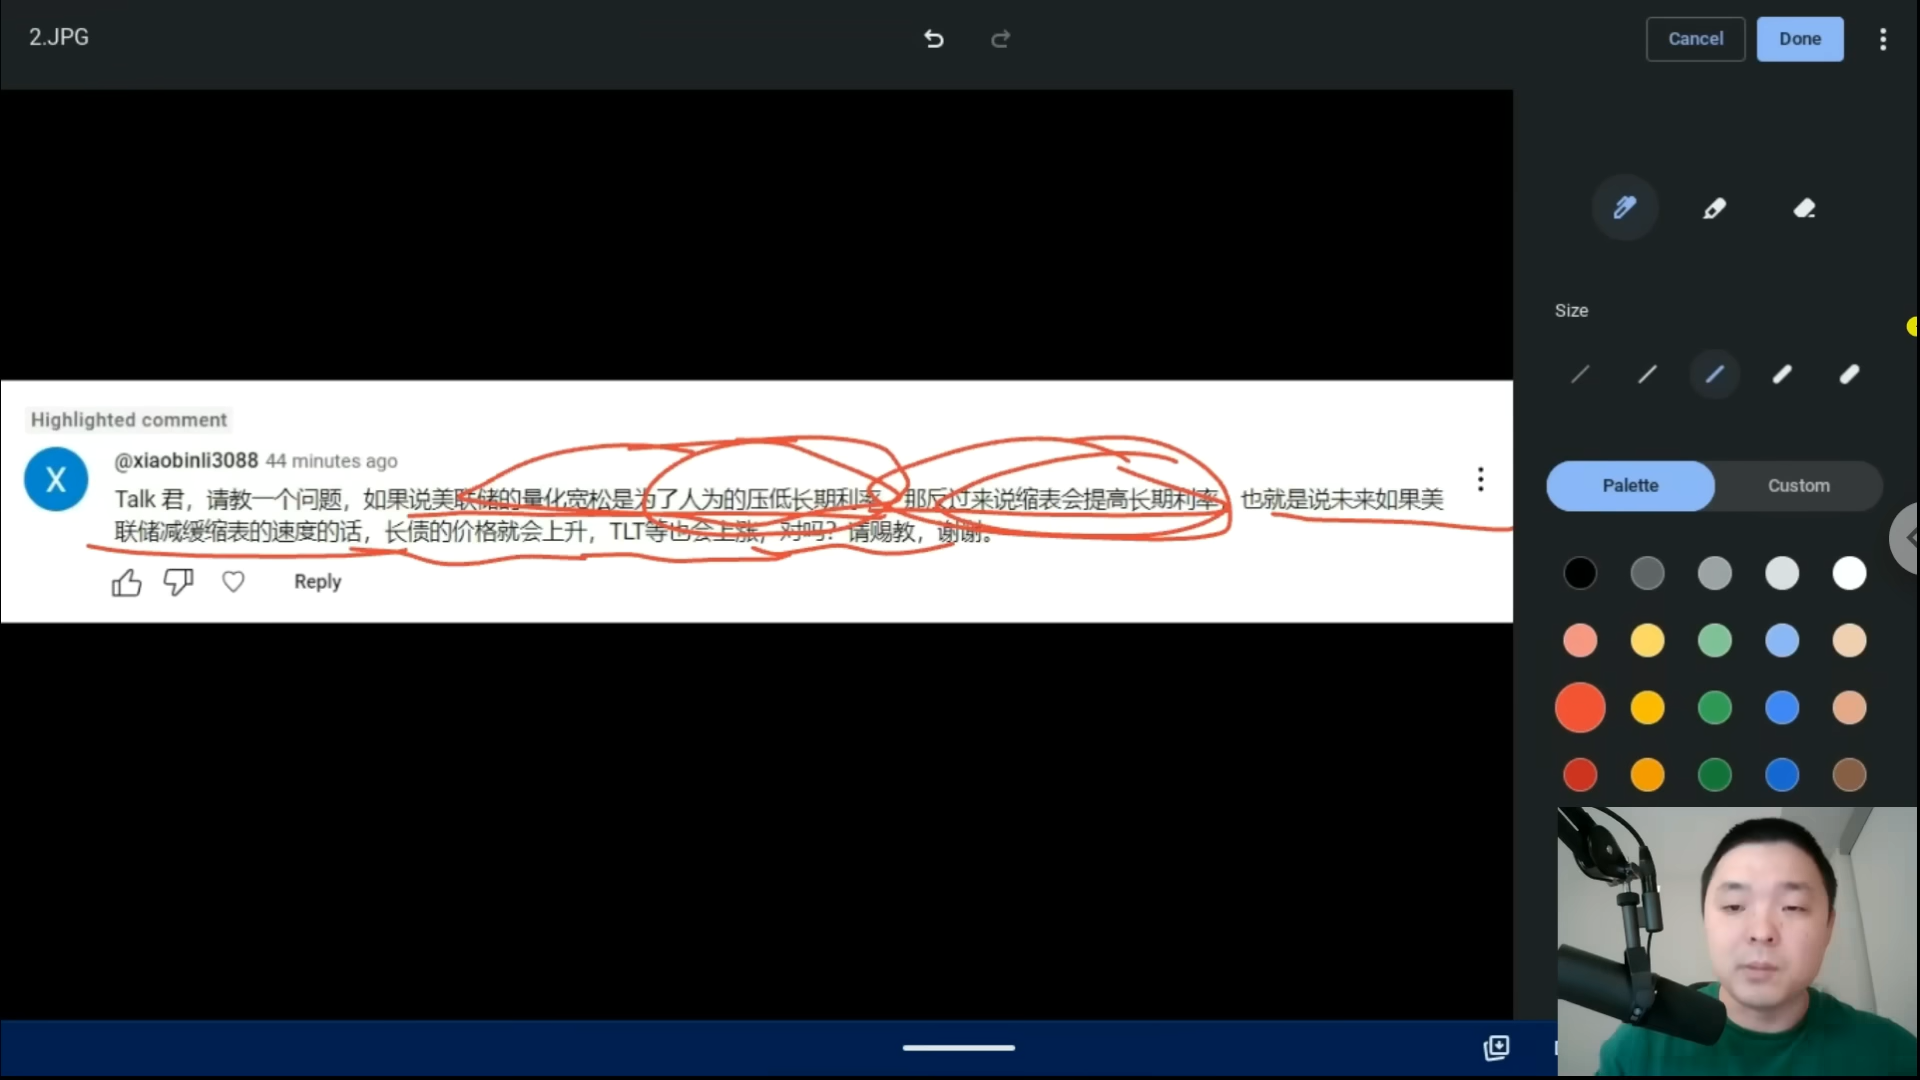 2.JPG
Cancel
Done
Size
Palette
Custom
Highlighted comment
@xiaobinli3088 44 minutes ago
X
Talk 君，请教一个问题，如果说美联储的量化宽松是为了人为的压低长期利率，那反过来说缩表会提高长期利率，也就是说未来如果美
联储减缓缩表的速度的话，长债的价格就会上升，TLT等也会上涨，对吗？请赐教，谢谢。
Reply